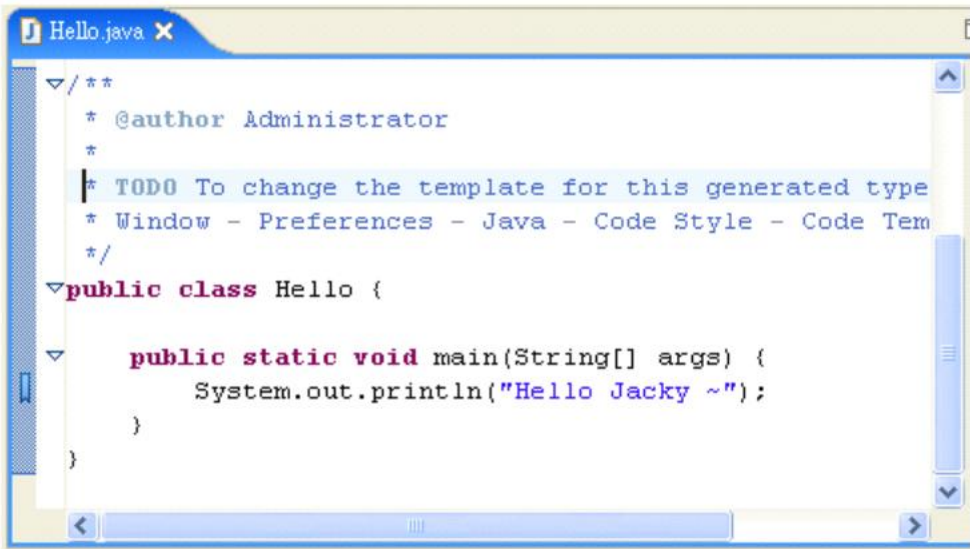 Hello.java
/**
 * @author Administrator
 *
 * TODO To change the template for this generated type
 * Window - Preferences - Java - Code Style - Code Tem
 */
public class Hello {
    public static void main(String[] args) {
        System.out.println("Hello Jacky ~");
    }
}